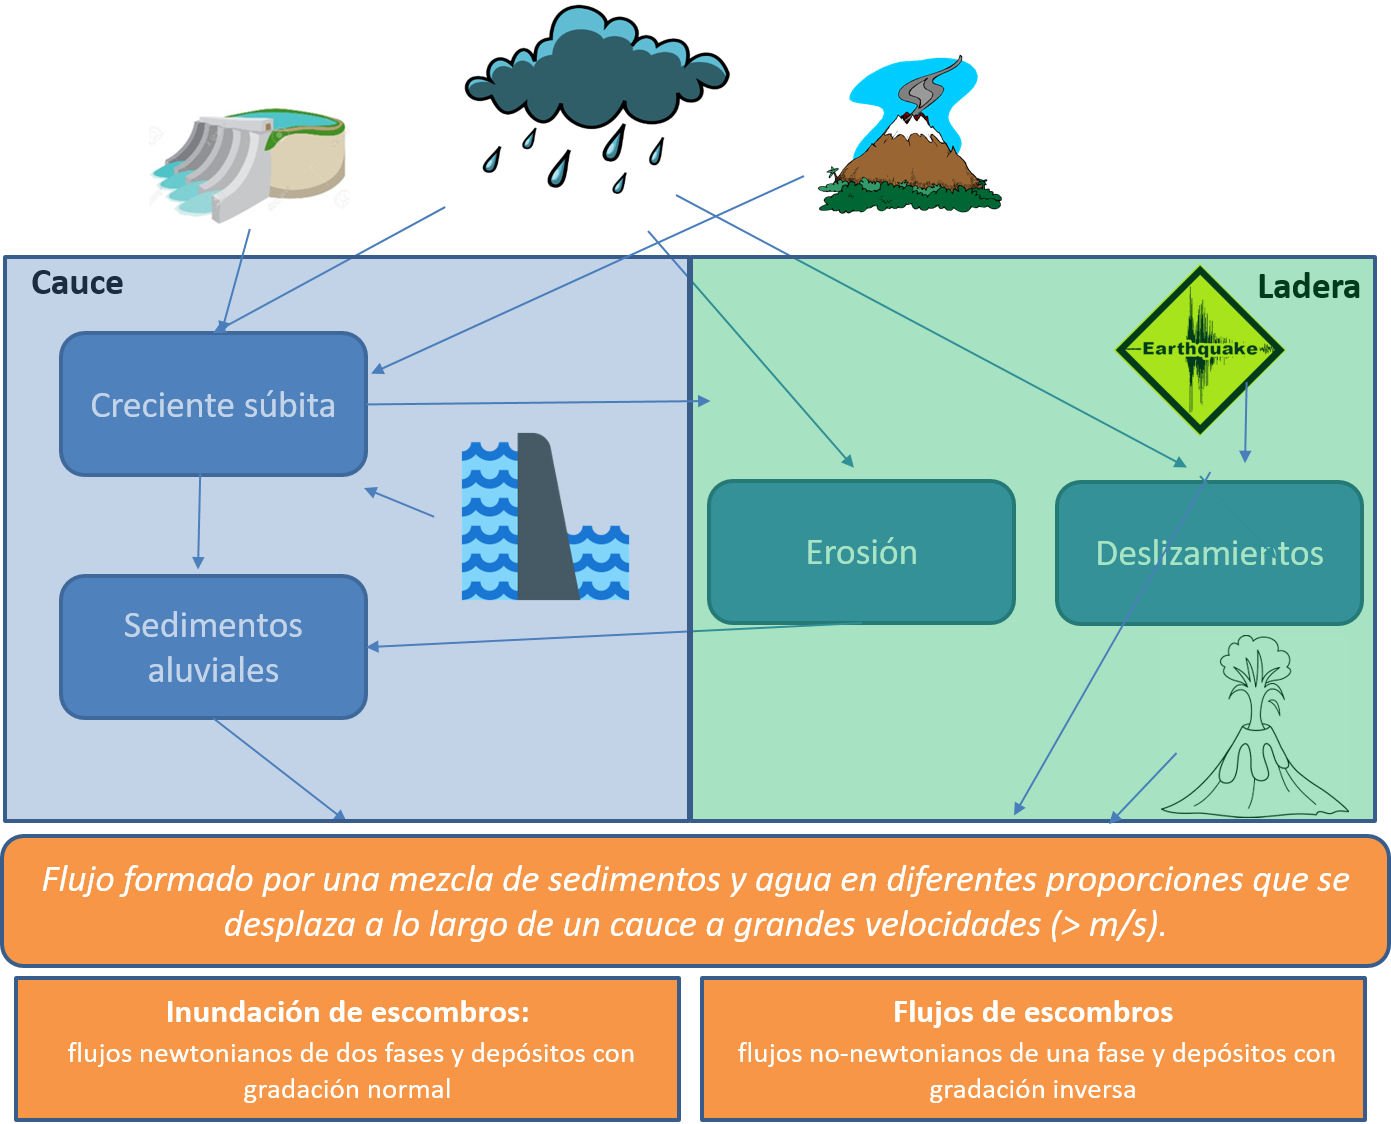 Cauce
Ladera
Earthquake
Creciente súbita
Erosión
Deslizamientos
Sedimentos
aluviales
Flujo formado por una mezcla de sedimentos y agua en diferentes proporciones que se
desplaza a lo largo de un cauce a grandes velocidades (> m/s).
Inundación de escombros:
flujos newtonianos de dos fases y depósitos con
gradación normal
Flujos de escombros
flujos no-newtonianos de una fase y depósitos con
gradación inversa